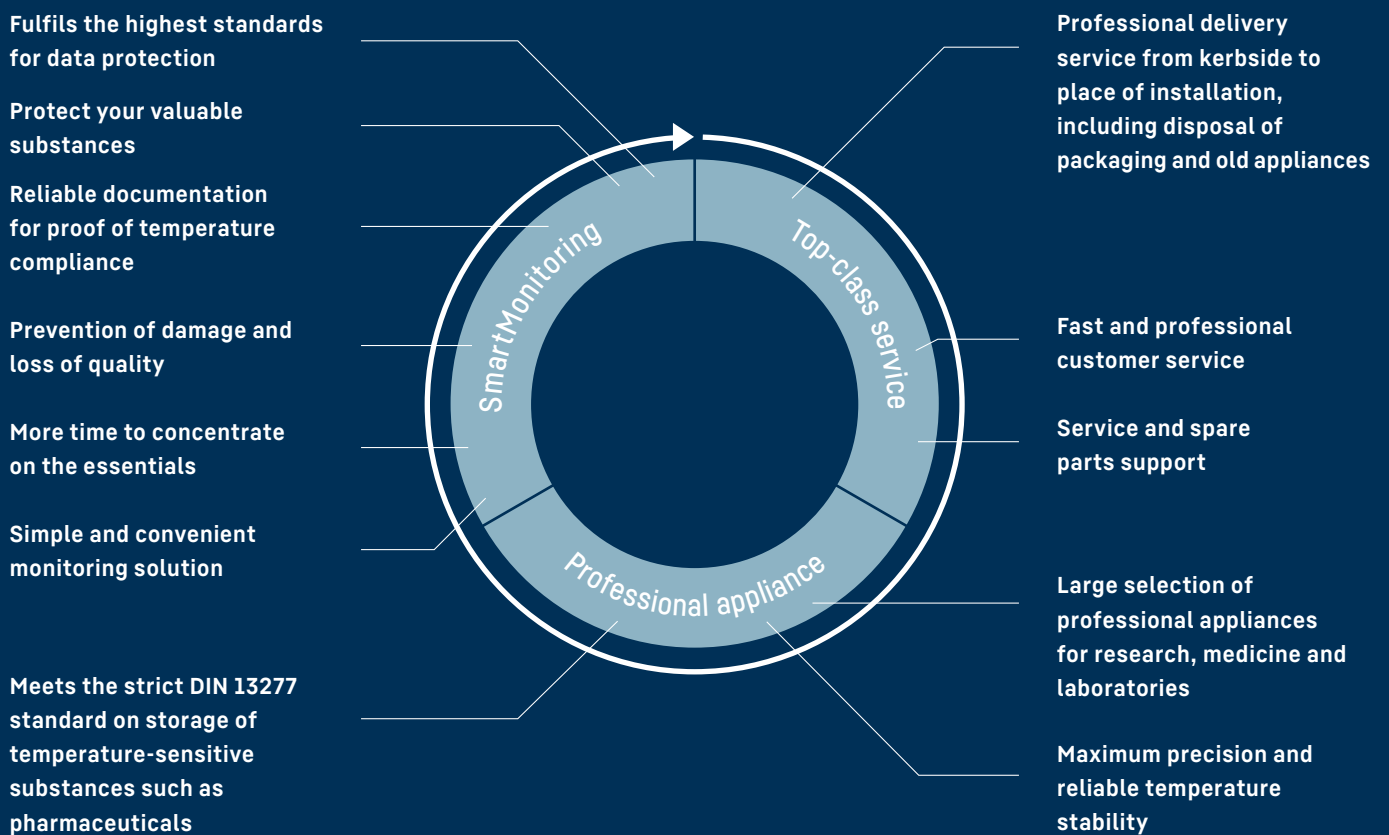 Fulfils the highest standards
for data protection
Protect your valuable
substances
Reliable documentation
for proof of temperature
compliance
Prevention of damage and
loss of quality
More time to concentrate
on the essentials
Simple and convenient
monitoring solution
Meets the strict DIN 13277
standard on storage of
temperature-sensitive
substances such as
pharmaceuticals
SmartMonitoring
Top-class service
Professional appliance
Professional delivery
service from kerbside to
place of installation,
including disposal of
packaging and old appliances
Fast and professional
customer service
Service and spare
parts support
Large selection of
professional appliances
for research, medicine and
laboratories
Maximum precision and
reliable temperature
stability